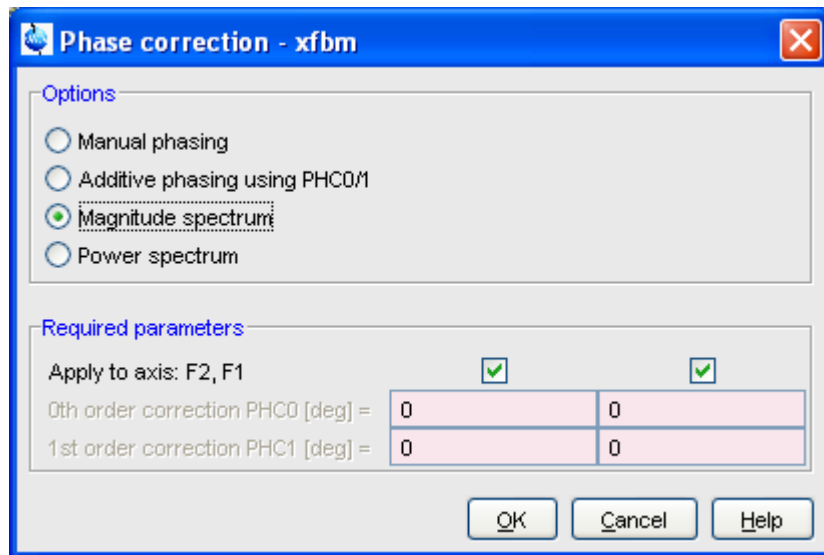 Phase correction - xfbm
Options
Manual phasing
Additive phasing using PHC0/1
Magnitude spectrum
Power spectrum
Required parameters
Apply to axis: F2, F1
0th order correction PHC0 [deg] = 0 0
1st order correction PHC1 [deg] = 0 0
OK Cancel Help